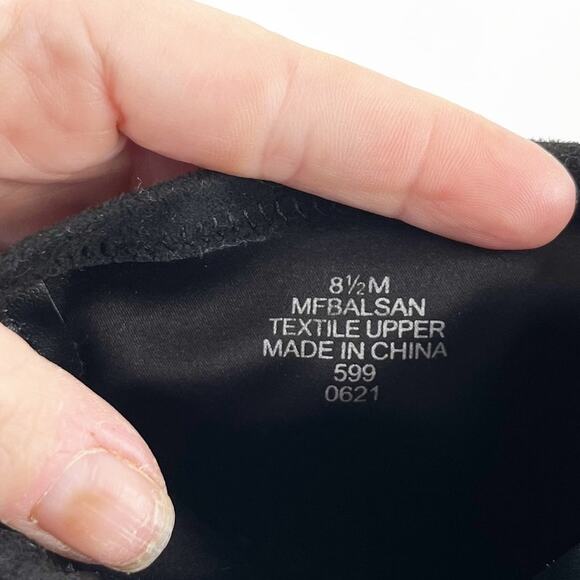 8½M
MFBALSAN
TEXTILE UPPER
MADE IN CHINA
599
0621